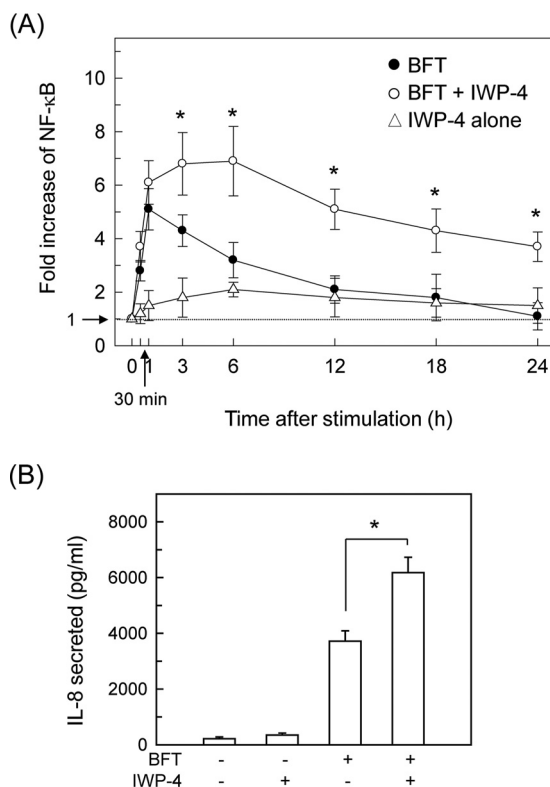 (A)
Fold increase of NF-κB
10
8
6
4
2
1
0
BFT
BFT + IWP-4
IWP-4 alone
* * * * *
0 1 3 6 12 18 24
30 min
Time after stimulation (h)
(B)
IL-8 secreted (pg/ml)
8000
6000
4000
2000
0
*
BFT - - + +
IWP-4 - + - +